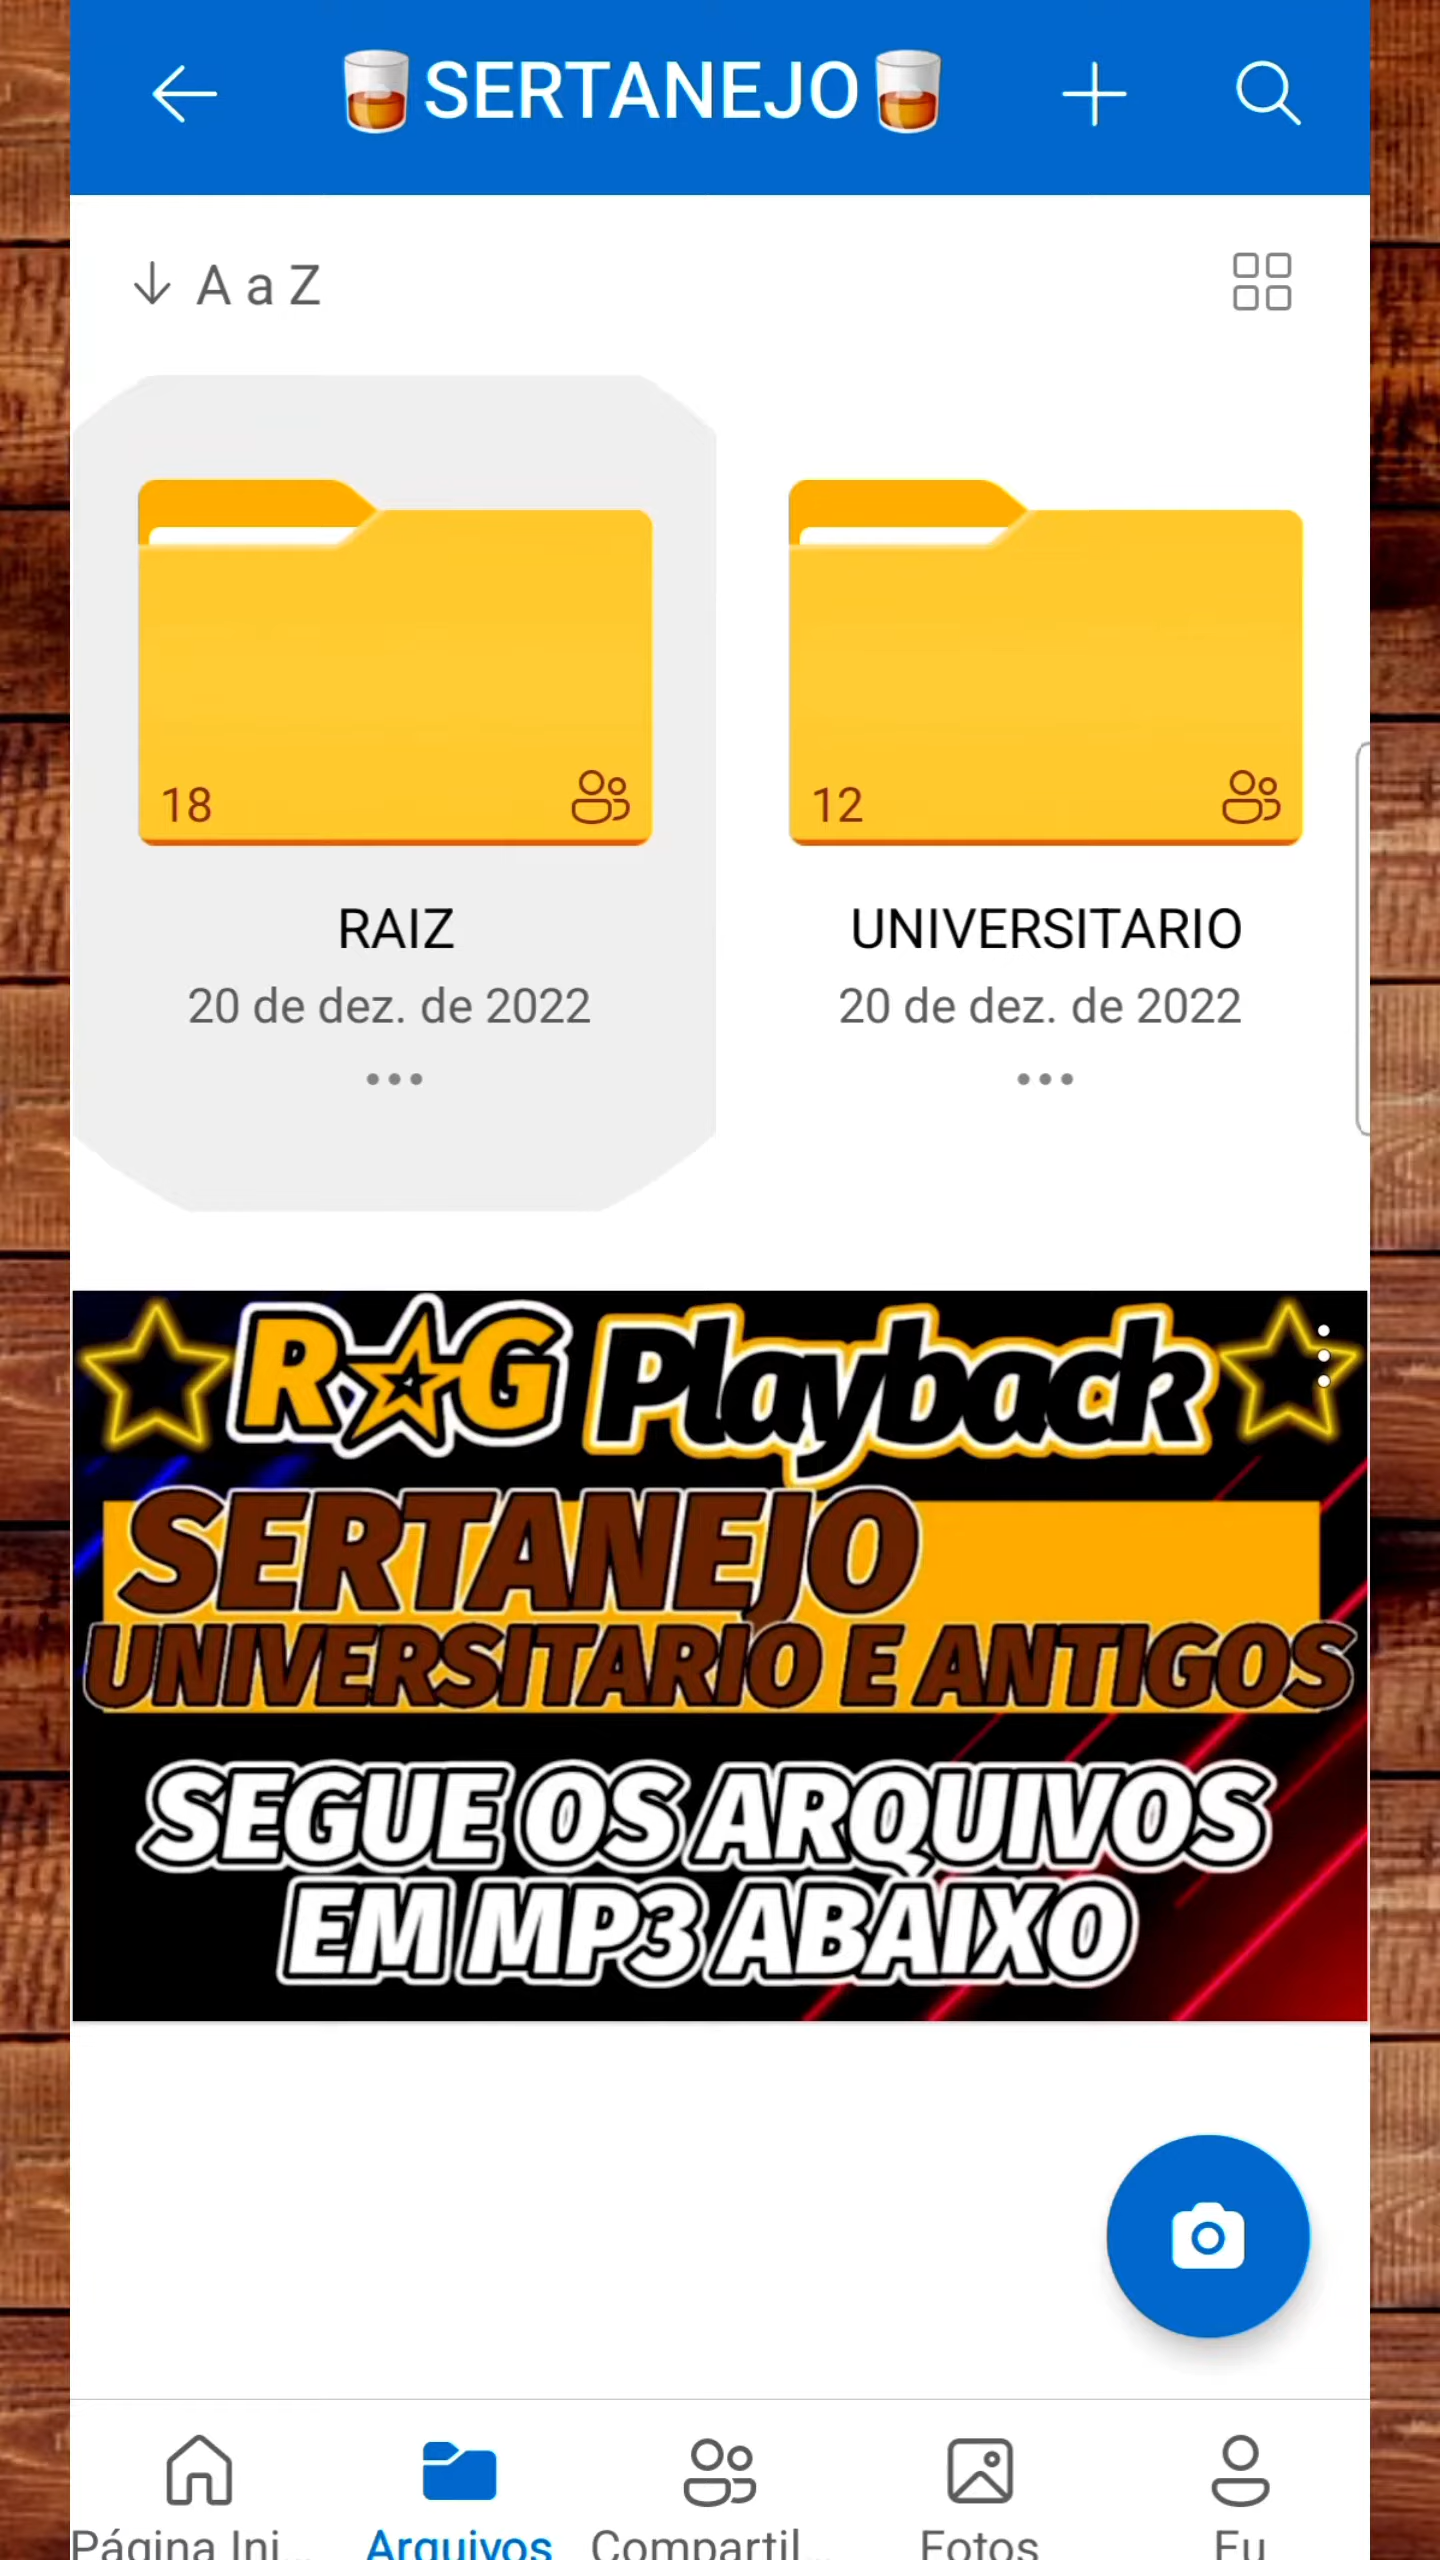 🥃SERTANEJO🥃
A a Z
18
12
RAIZ
UNIVERSITARIO
20 de dez. de 2022
20 de dez. de 2022
R★G Playback
SERTANEJO
UNIVERSITARIO E ANTIGOS
SEGUE OS ARQUIVOS
EM MP3 ABAIXO
Página Ini...
Arquivos
Compartil...
Fotos
Eu